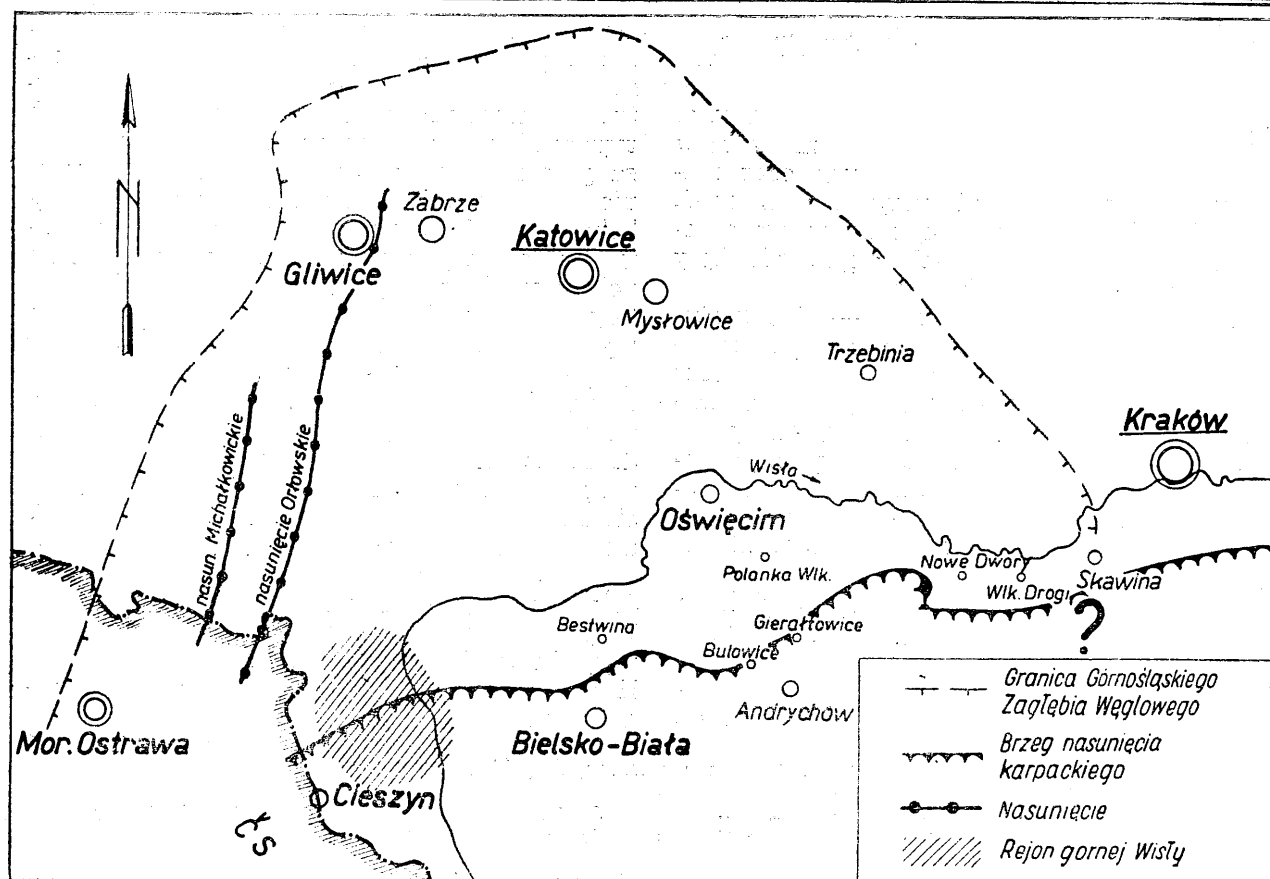 N
Zabrze
Gliwice
Katowice
Mysłowice
Trzebinia
Kraków
nasun. Michałkowickie
nasunięcie Orłowskie
Wisła
Oświęcim
Polanka Wlk.
Nowe Dwory
Wlk. Drogi
Skawina
?
Bestwina
Gierałtowice
Bulowice
Andrychów
Mor. Ostrawa
Bielsko-Biała
Cieszyn
Granica Górnośląskiego
Zagłębia Węglowego
Brzeg nasunięcia
karpackiego
Nasunięcie
Rejon gornej Wisły